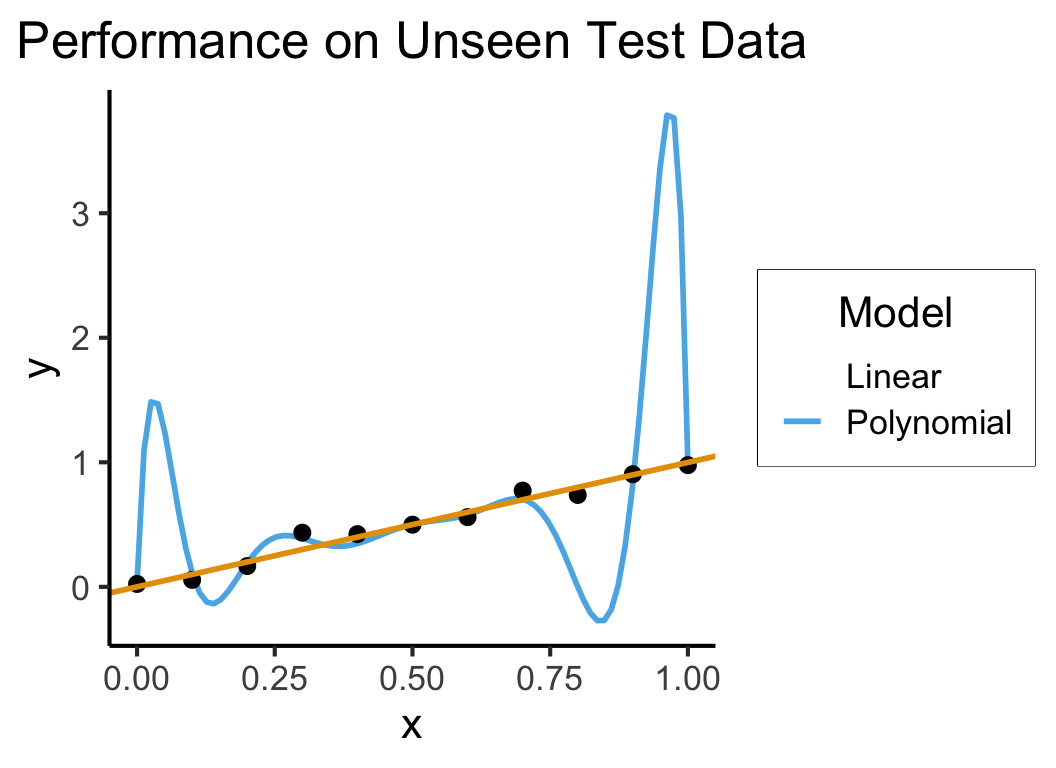 Performance on Unseen Test Data
3
2
1
0
y
0.00 0.25 0.50 0.75 1.00
x
Model
Linear
Polynomial